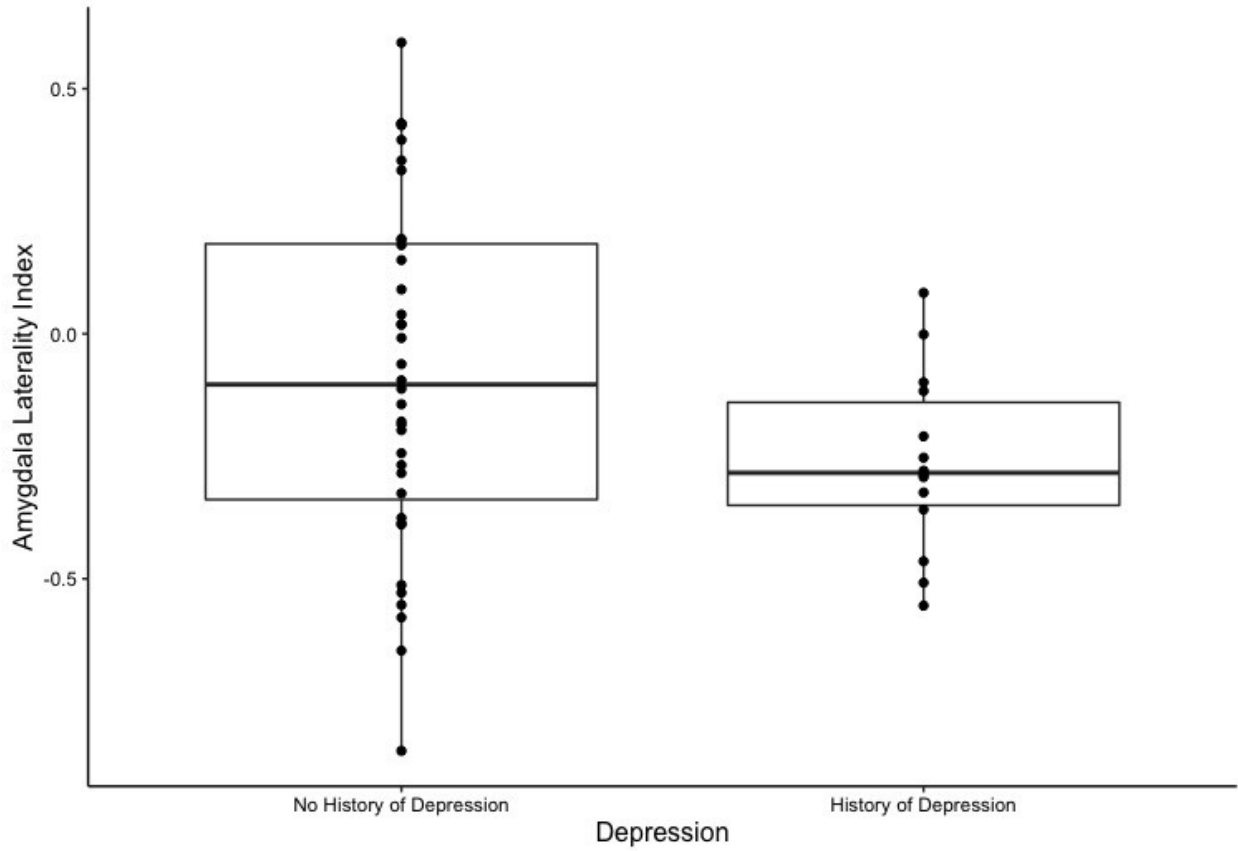 Amygdala Laterality Index
0.5
0.0
-0.5
No History of Depression
History of Depression
Depression